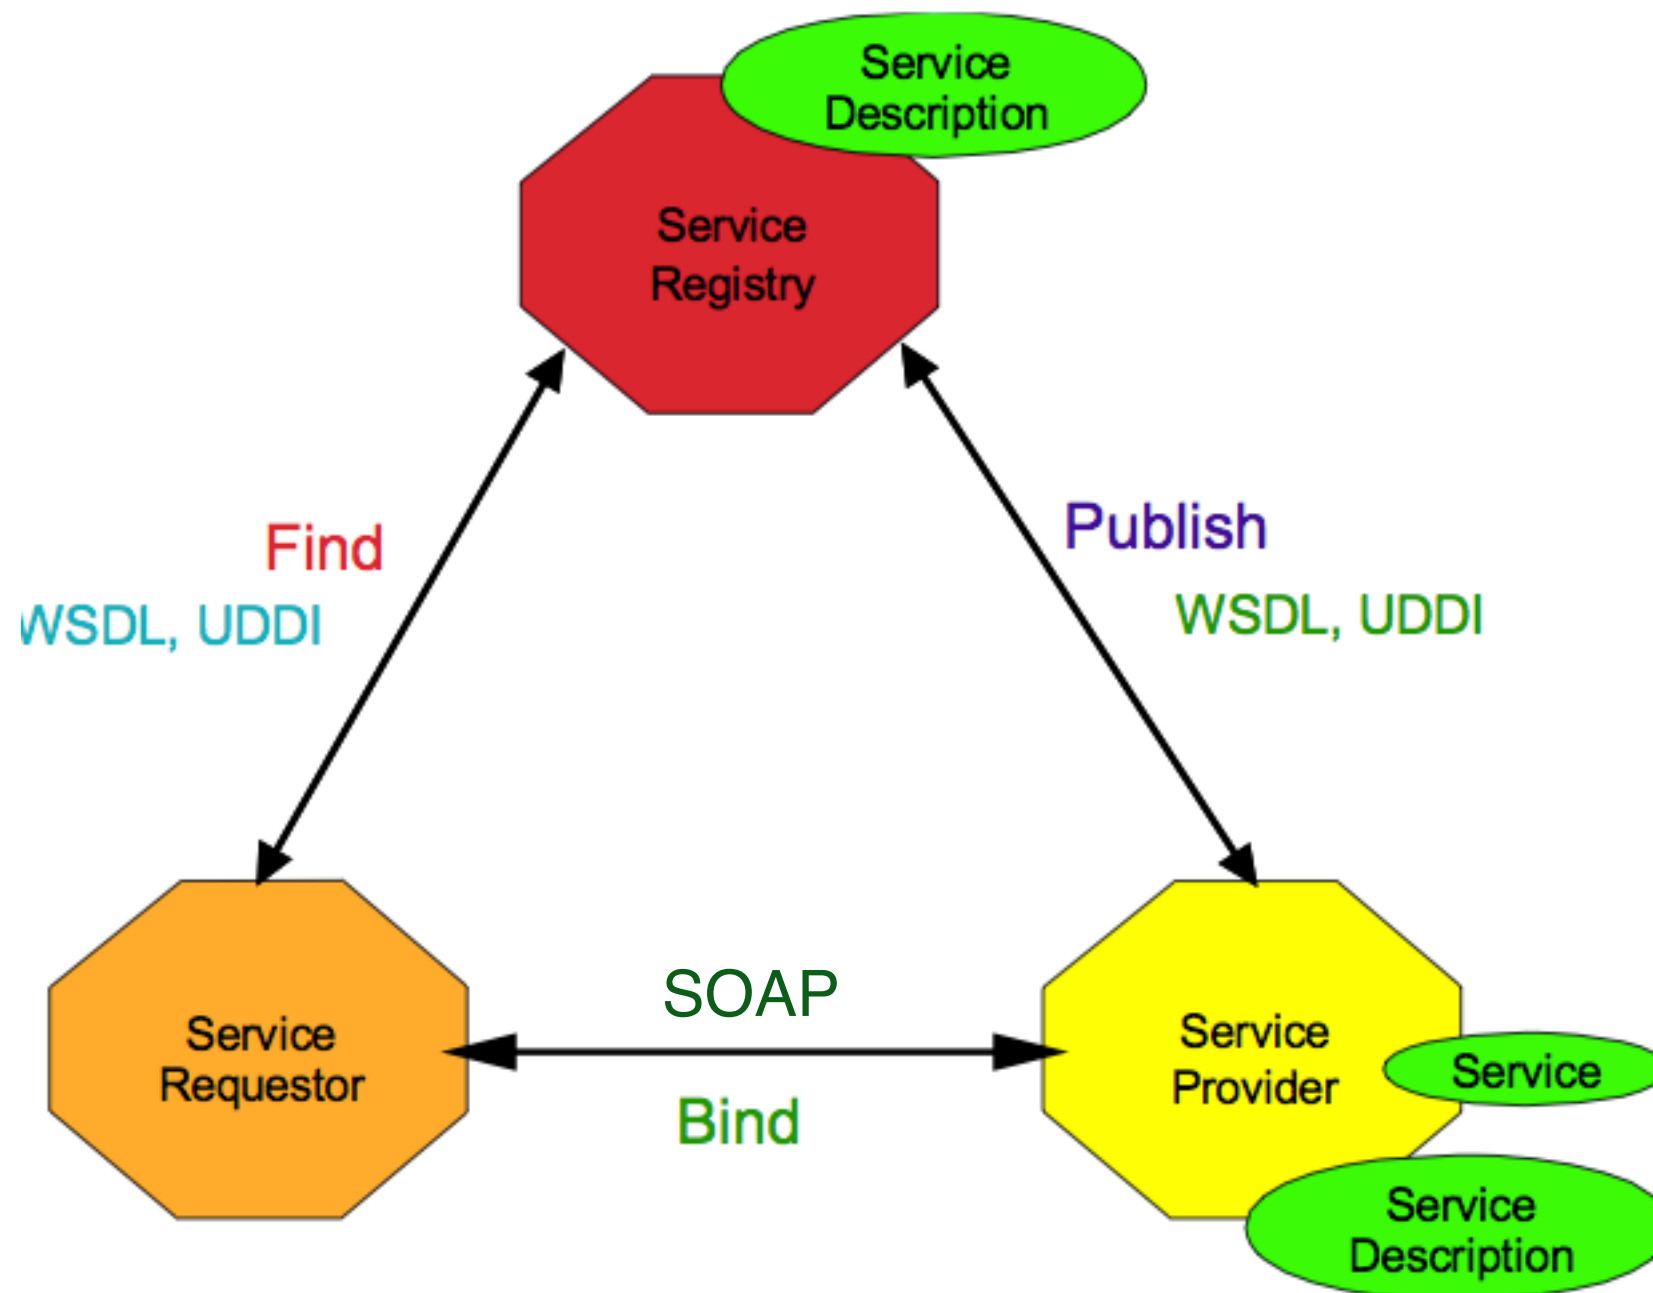 Service
Description
Service
Registry
Find
WSDL, UDDI
Publish
WSDL, UDDI
Service
Requestor
SOAP
Bind
Service
Provider
Service
Service
Description